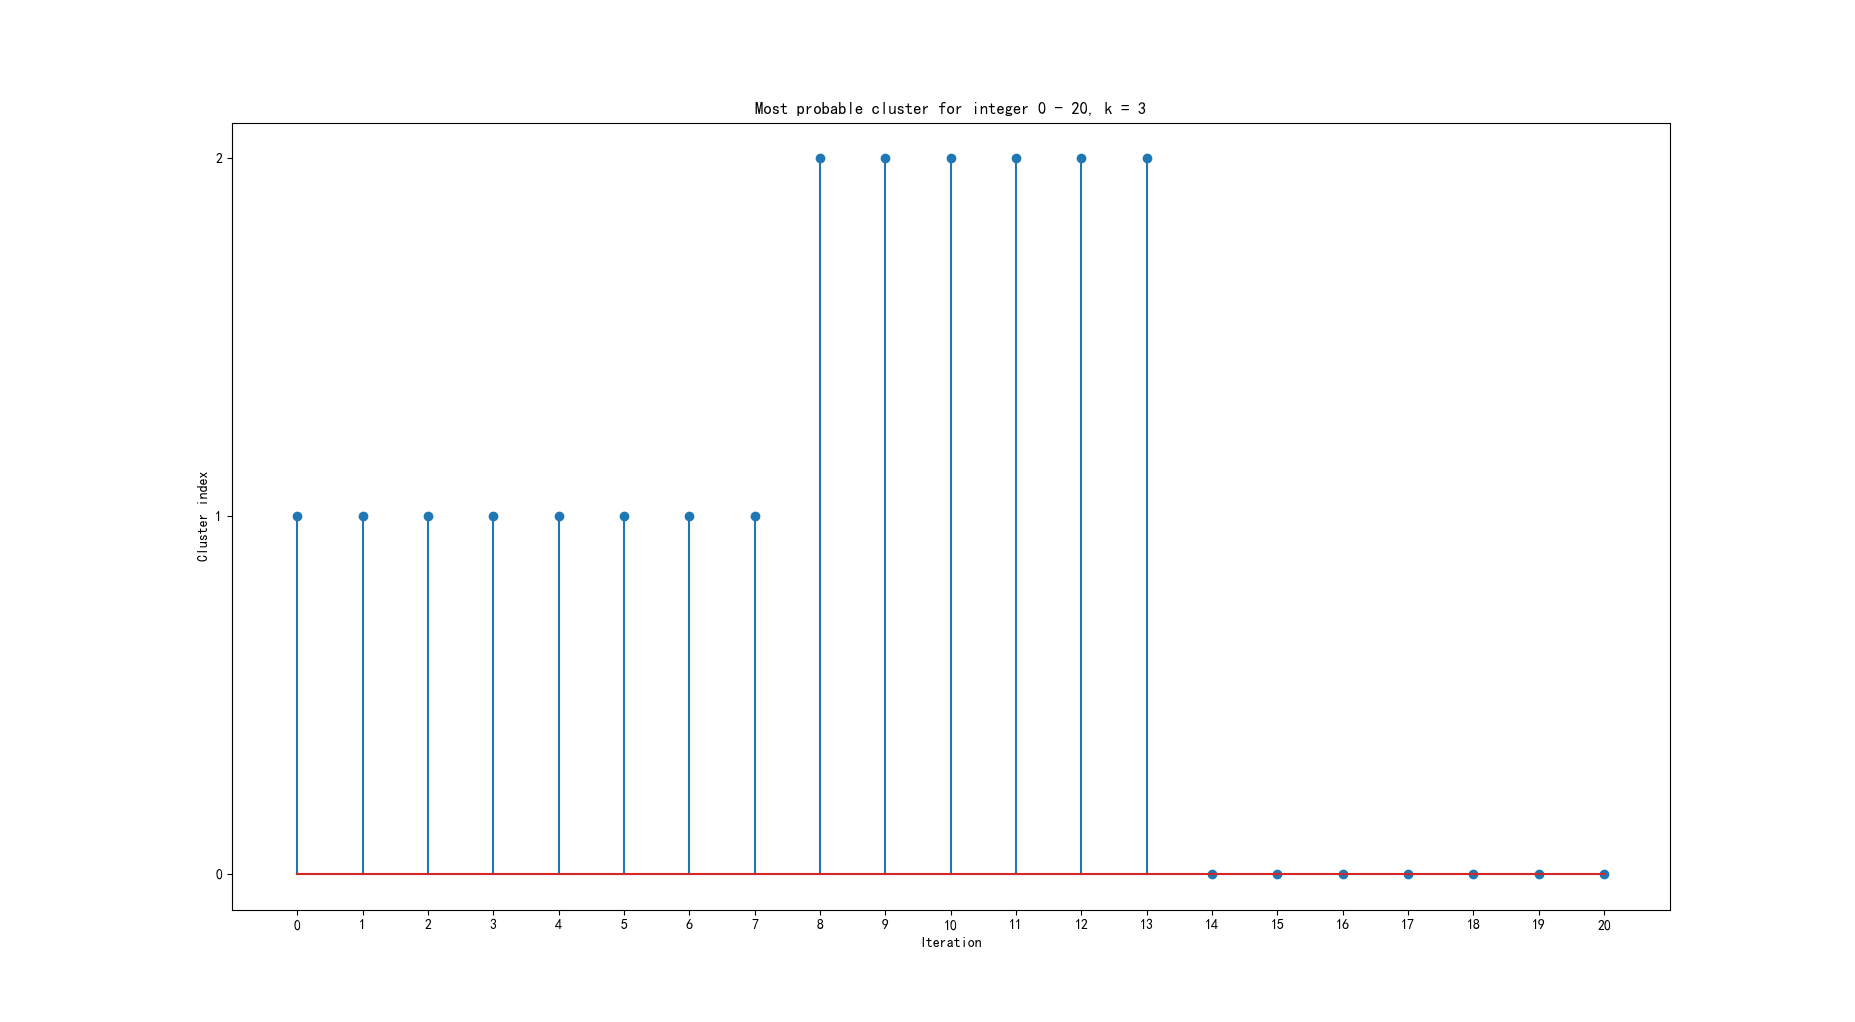 Most probable cluster for integer 0 - 20, k = 3
2
1
0
Cluster index
0 1 2 3 4 5 6 7 8 9 10 11 12 13 14 15 16 17 18 19 20
Iteration